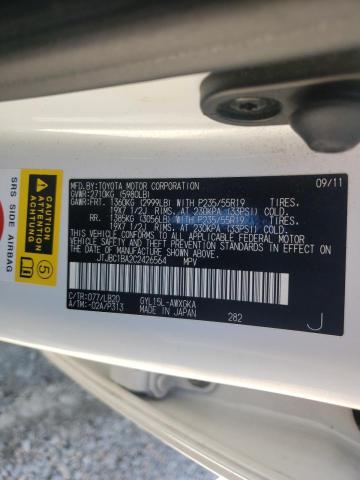 MFD.BY:TOYOTA MOTOR CORPORATION 09/11
GVWR:2710KG (5980LB)
GAWR:FRT. 1360KG (2999LB) WITH P235/55R19 TIRES,
19X7 1/2J RIMS, AT 230KPA (33PSI) COLD.
RR. 1385KG (3056LB) WITH P235/55R19 TIRES,
19X7 1/2J RIMS, AT 230KPA (33PSI) COLD.
THIS VEHICLE CONFORMS TO ALL APPLICABLE FEDERAL MOTOR
VEHICLE SAFETY STANDARDS IN EFFECT ON THE DATE OF
MANUFACTURE SHOWN ABOVE.
JTJBC1BA2C2426564 MPV
C/TR:077/LB20 GYL15L-AWXGKA
A/TM:-02A/P313 MADE IN JAPAN 282 J
SRS SIDE AIRBAG
CAUTION
ATTENTION
ACHTUNG
5